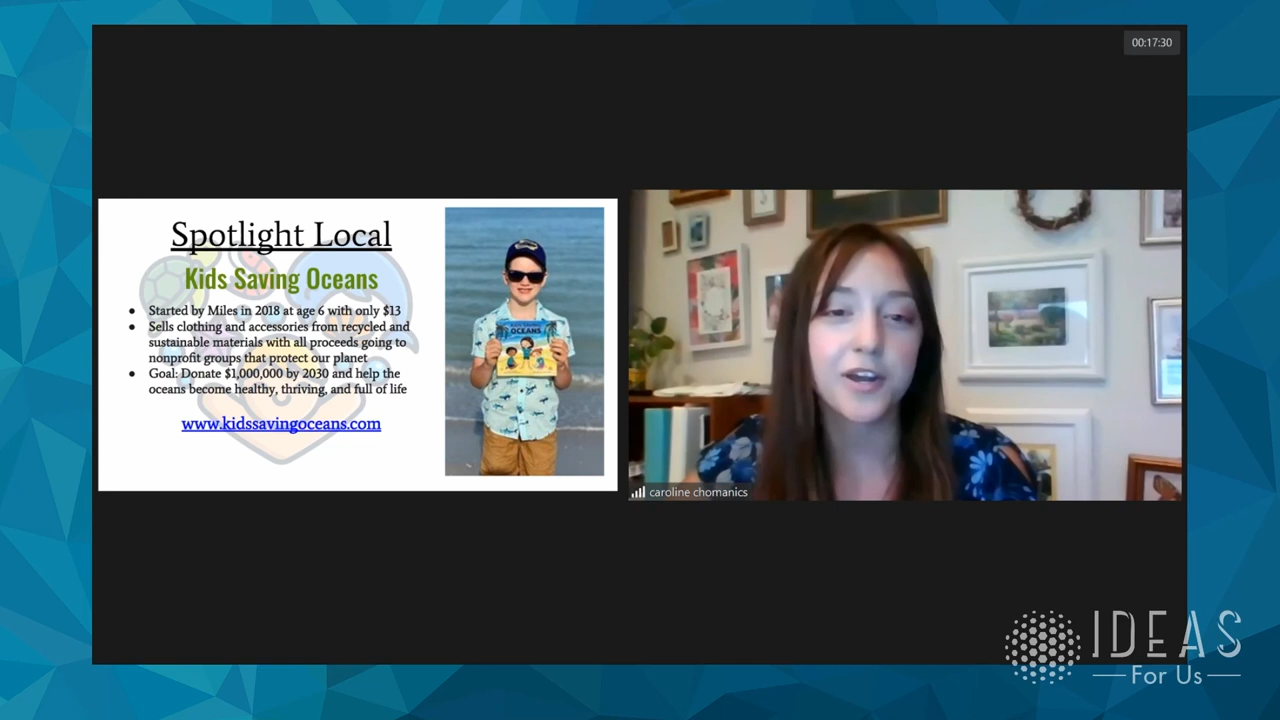 00:17:30
Spotlight Local
Kids Saving Oceans
● Started by Miles in 2018 at age 6 with only $13
● Sells clothing and accessories from recycled and
sustainable materials with all proceeds going to
nonprofit groups that protect our planet
● Goal: Donate $1,000,000 by 2030 and help the
oceans become healthy, thriving, and full of life
www.kidssavingoceans.com
KIDS SAVING
OCEANS
caroline chomanics
IDEAS
For Us